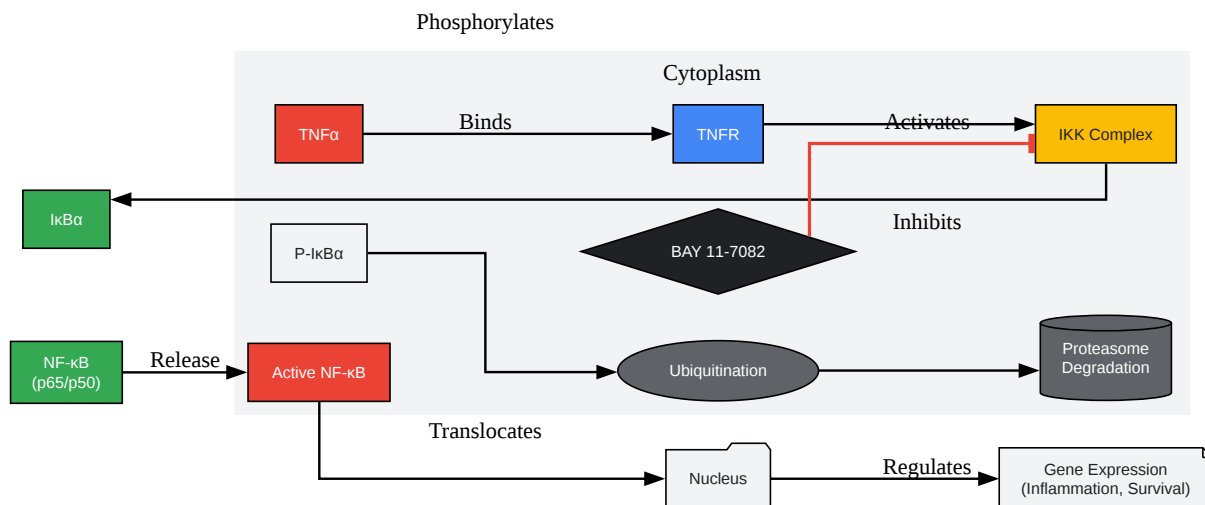 Phosphorylates
Cytoplasm
TNFα
Binds
TNFR
Activates
IKK Complex
IκBα
Inhibits
P-IκBα
BAY 11-7082
NF-κB
(p65/p50)
Release
Active NF-κB
Ubiquitination
Proteasome
Degradation
Translocates
Nucleus
Regulates
Gene Expression
(Inflammation, Survival)